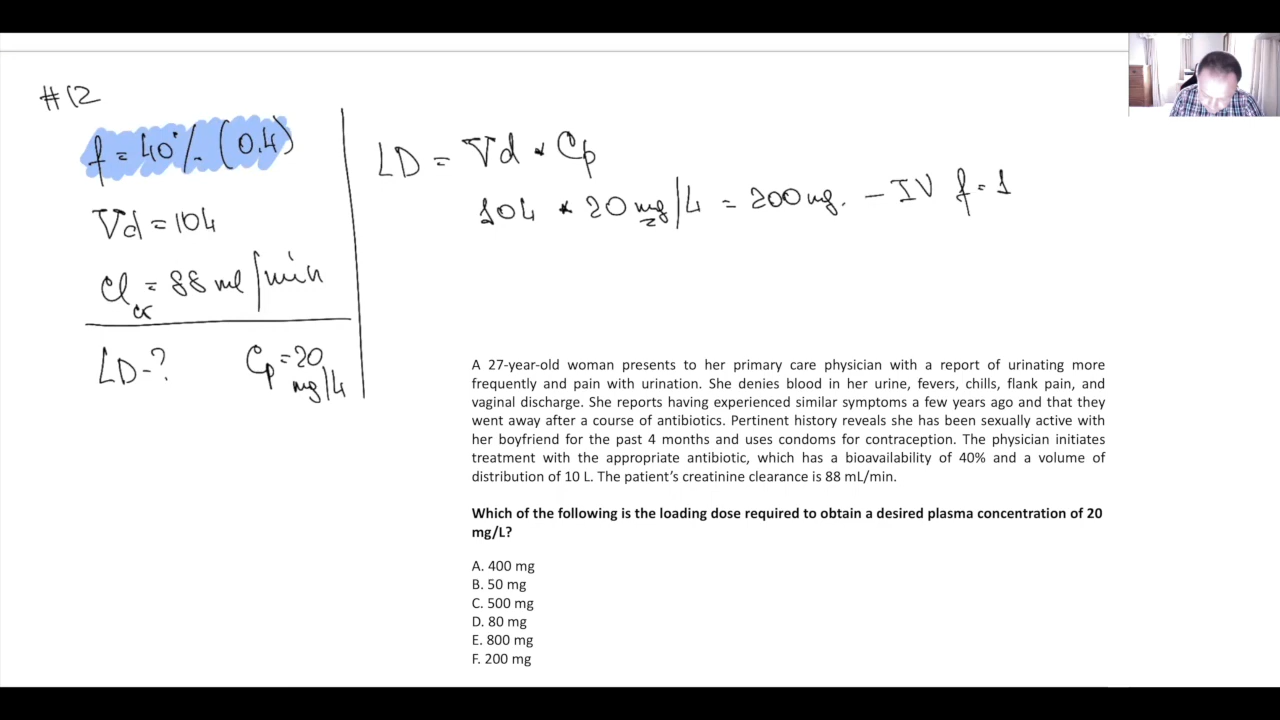 #12
f = 40% (0.4)
Vd = 10L
Cl cr = 88 ml/min
LD - ?
Cp = 20 mg/L
LD = Vd * Cp
10L * 20 mg/L = 200 mg. - IV f = 1
A 27-year-old woman presents to her primary care physician with a report of urinating more
frequently and pain with urination. She denies blood in her urine, fevers, chills, flank pain, and
vaginal discharge. She reports having experienced similar symptoms a few years ago and that they
went away after a course of antibiotics. Pertinent history reveals she has been sexually active with
her boyfriend for the past 4 months and uses condoms for contraception. The physician initiates
treatment with the appropriate antibiotic, which has a bioavailability of 40% and a volume of
distribution of 10 L. The patient’s creatinine clearance is 88 mL/min.
Which of the following is the loading dose required to obtain a desired plasma concentration of 20
mg/L?
A. 400 mg
B. 50 mg
C. 500 mg
D. 80 mg
E. 800 mg
F. 200 mg